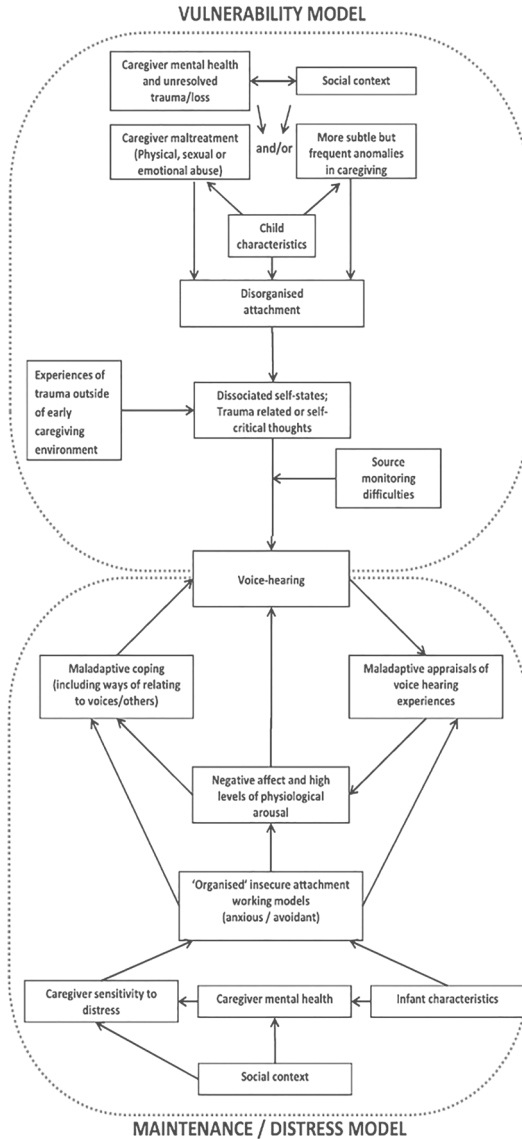 VULNERABILITY MODEL
Caregiver mental health
and unresolved
trauma/loss
Social context
and/or
Caregiver maltreatment
(Physical, sexual or
emotional abuse)
More subtle but
frequent anomalies
in caregiving
Child
characteristics
Disorganised
attachment
Experiences of
trauma outside
of early
caregiving
environment
Dissociated self-states;
Trauma related or self-
critical thoughts
Source
monitoring
difficulties
Voice-hearing
Maladaptive coping
(including ways of relating
to voices/others)
Maladaptive appraisals of
voice hearing
experiences
Negative affect and high
levels of physiological
arousal
‘Organised’ insecure attachment
working models
(anxious / avoidant)
Caregiver sensitivity to
distress
Caregiver mental health
Infant characteristics
Social context
MAINTENANCE / DISTRESS MODEL